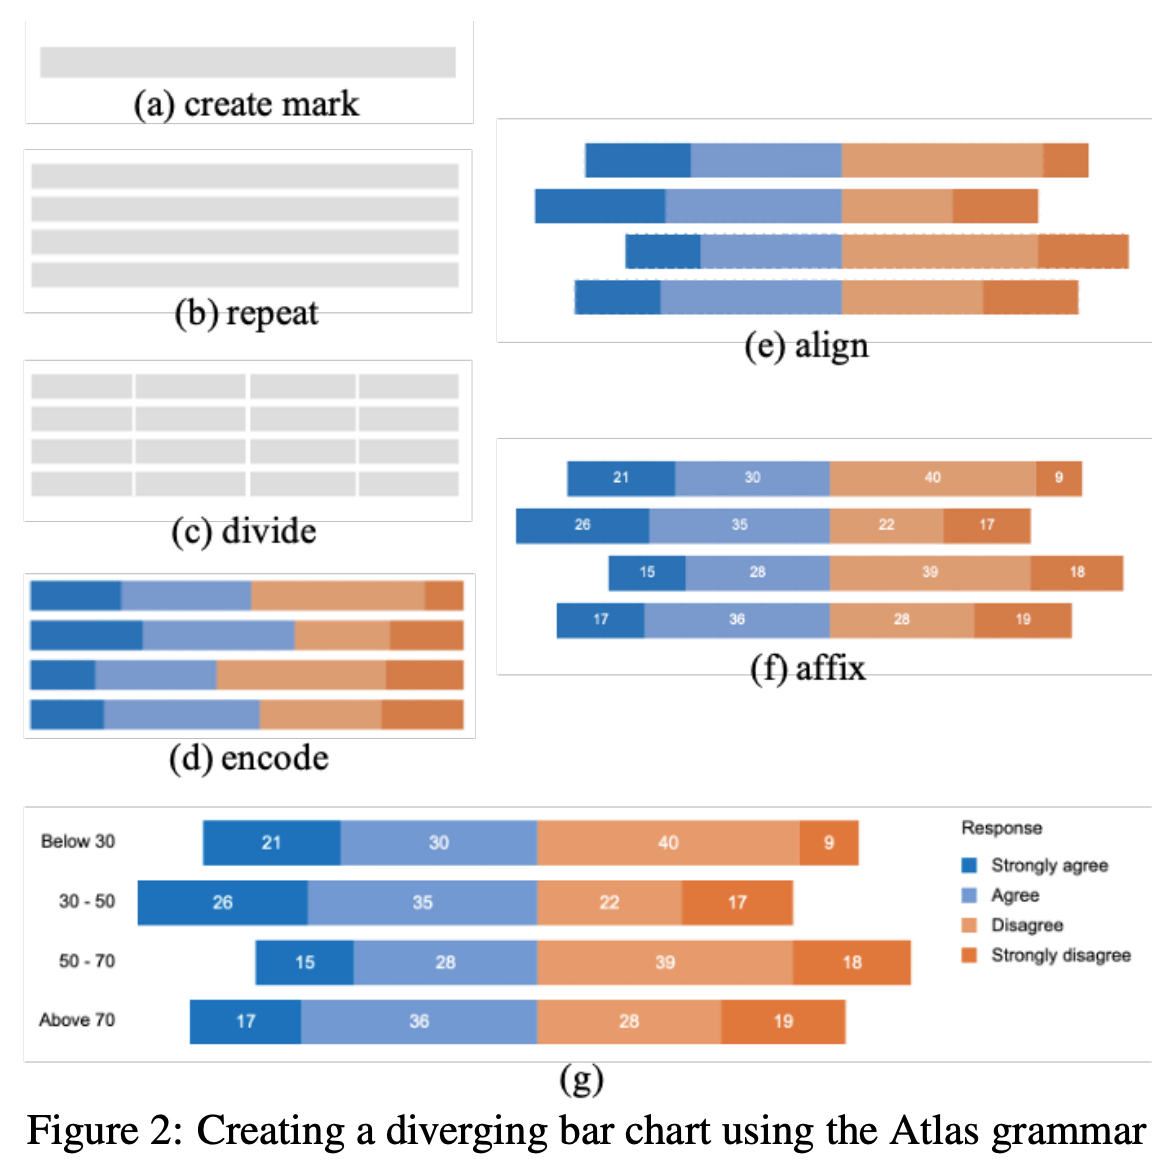 (a) create mark
(b) repeat
(c) divide
(d) encode
(e) align
21 30 40 9
26 35 22 17
15 28 39 18
17 36 28 19
(f) affix
Below 30 21 30 40 9
30 - 50 26 35 22 17
50 - 70 15 28 39 18
Above 70 17 36 28 19
Response
Strongly agree
Agree
Disagree
Strongly disagree
(g)
Figure 2: Creating a diverging bar chart using the Atlas grammar